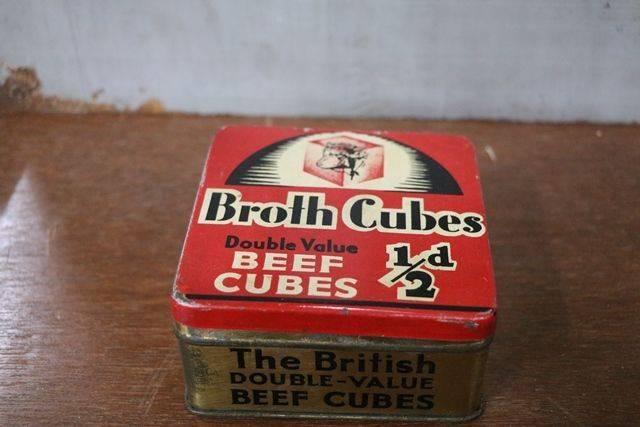 Broth Cubes
Double Value
BEEF
CUBES
1/2d
The British
DOUBLE-VALUE
BEEF CUBES